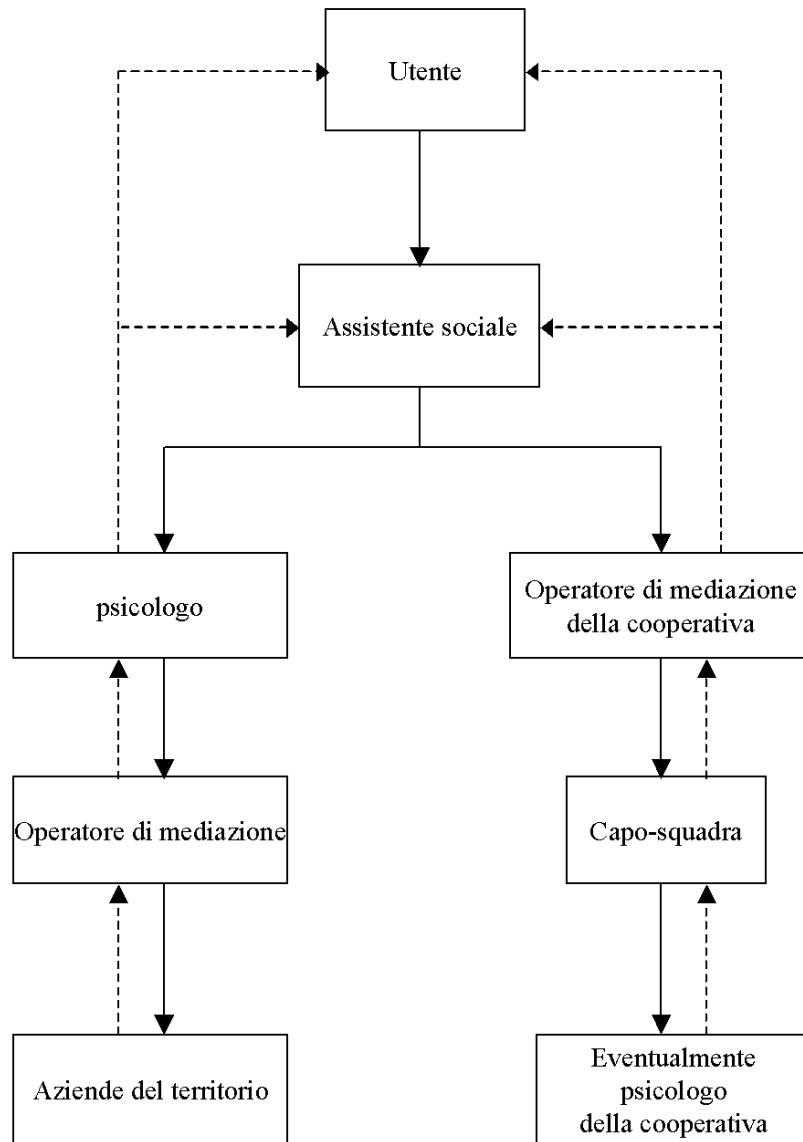 Utente
Assistente sociale
psicologo
Operatore di mediazione
della cooperativa
Operatore di mediazione
Capo-squadra
Aziende del territorio
Eventualmente
psicologo
della cooperativa